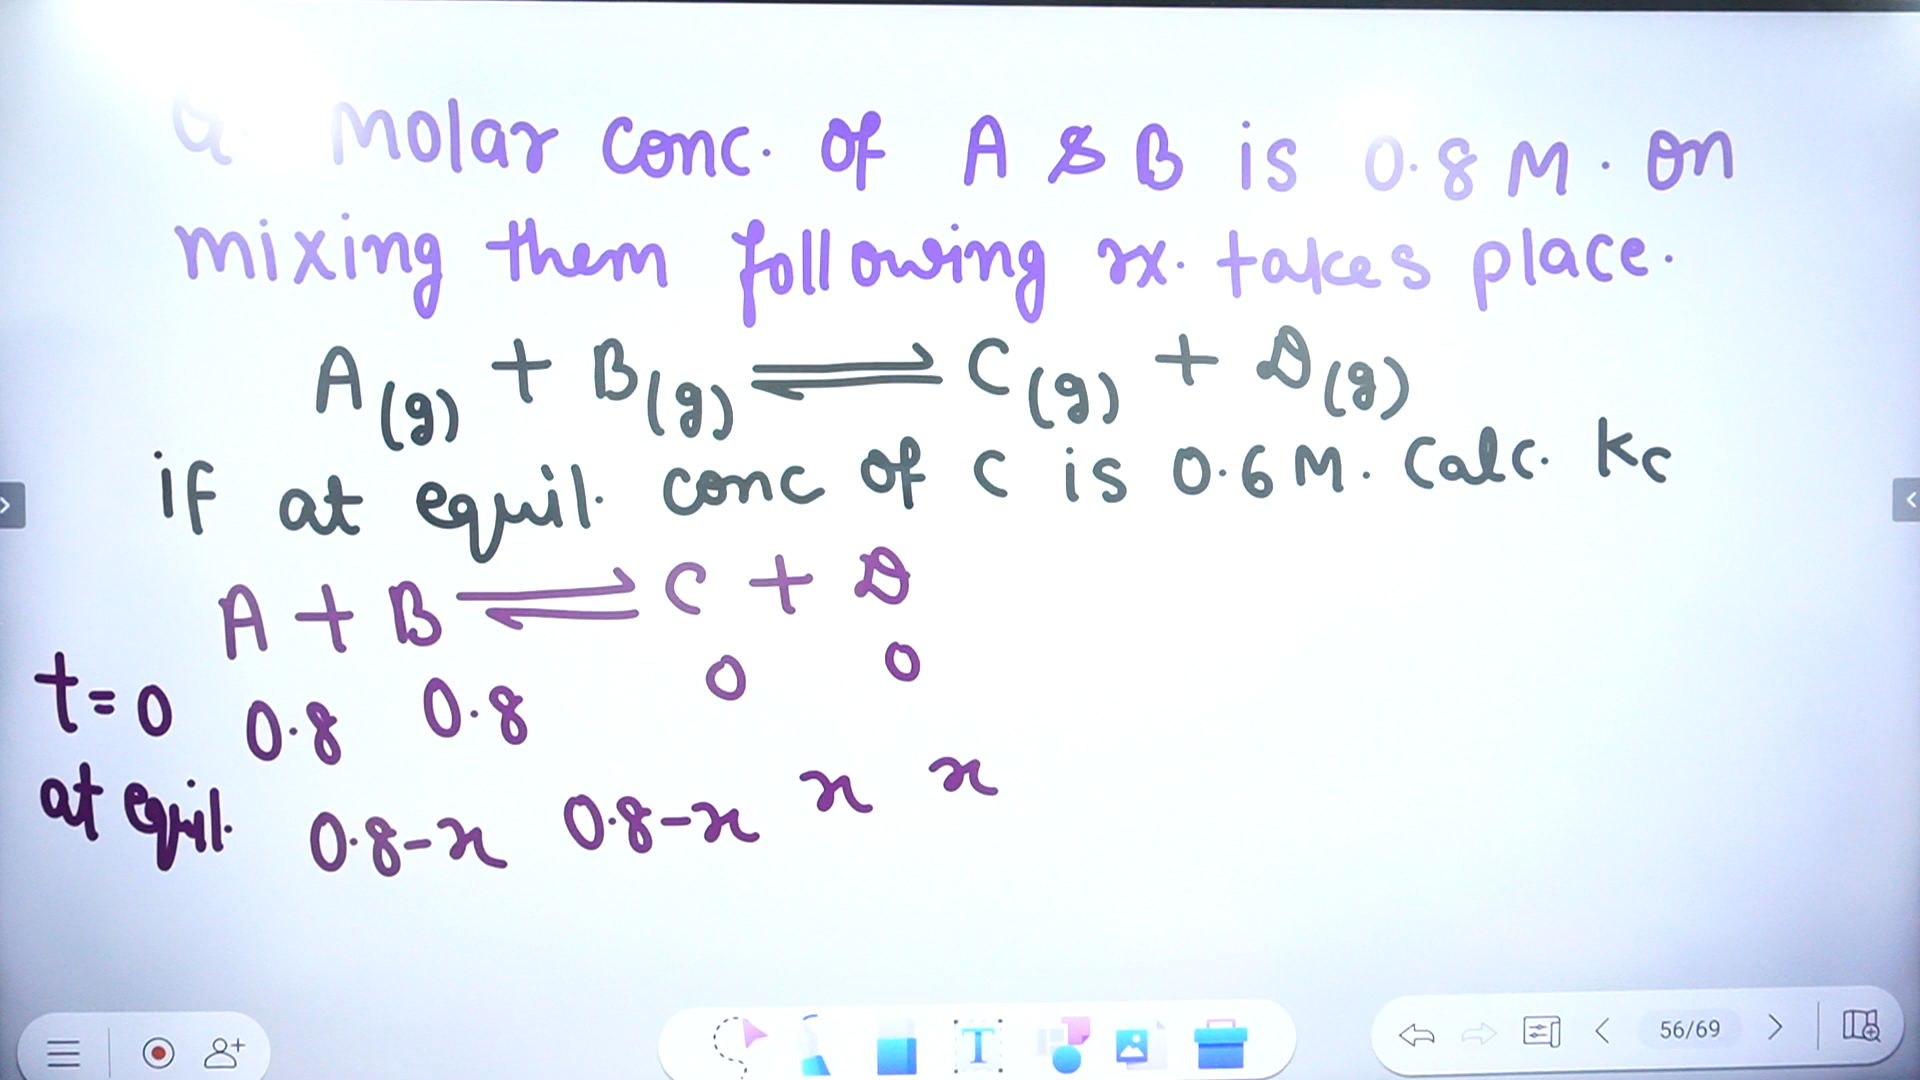 Q. Molar conc. of A & B is 0.8 M. on
mixing them following rx. takes place.
A(g) + B(g) ⇌ C(g) + D(g)
if at equil. conc of C is 0.6 M. Calc. Kc
A + B ⇌ C + D
t=0 0.8 0.8 0 0
at equil. 0.8-x 0.8-x x x
T
56/69